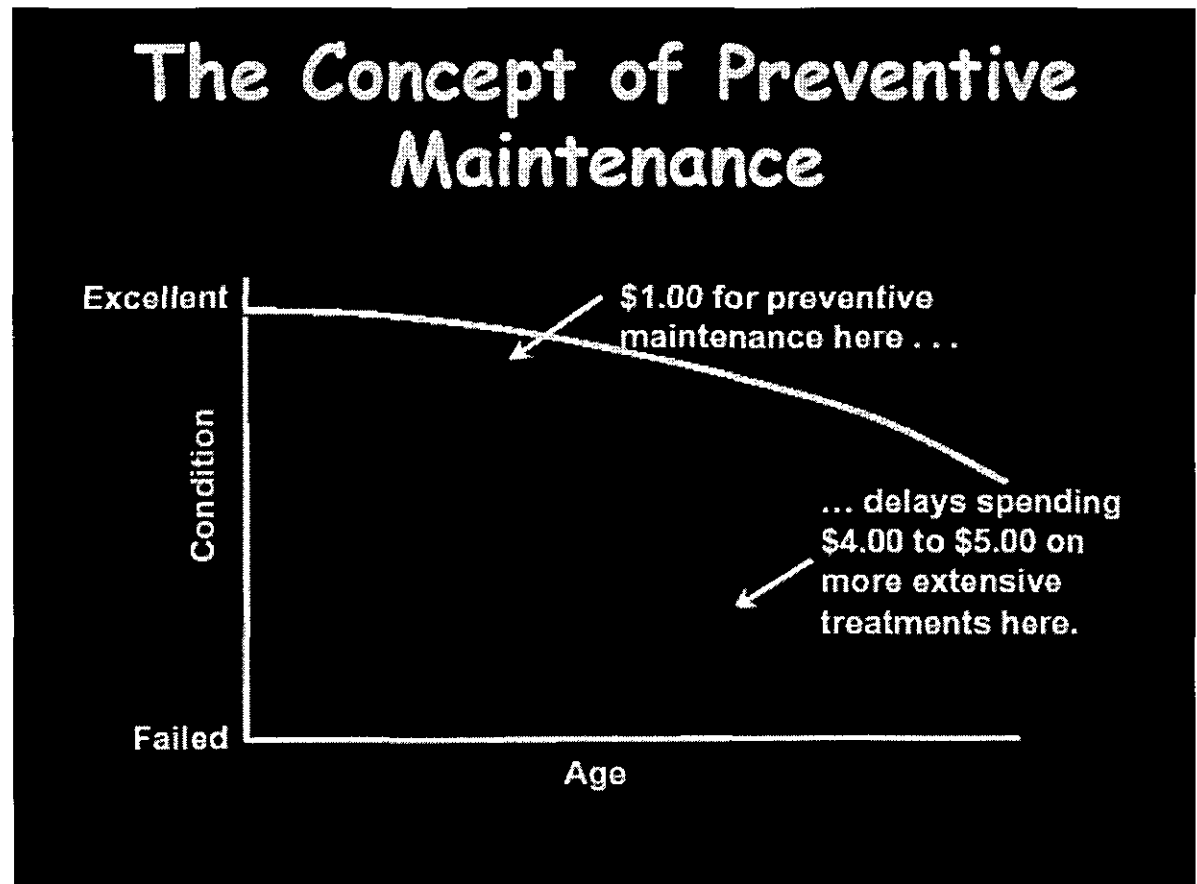 The Concept of Preventive
Maintenance
Excellent
$1.00 for preventive
maintenance here . . .
Condition
... delays spending
$4.00 to $5.00 on
more extensive
treatments here.
Failed
Age